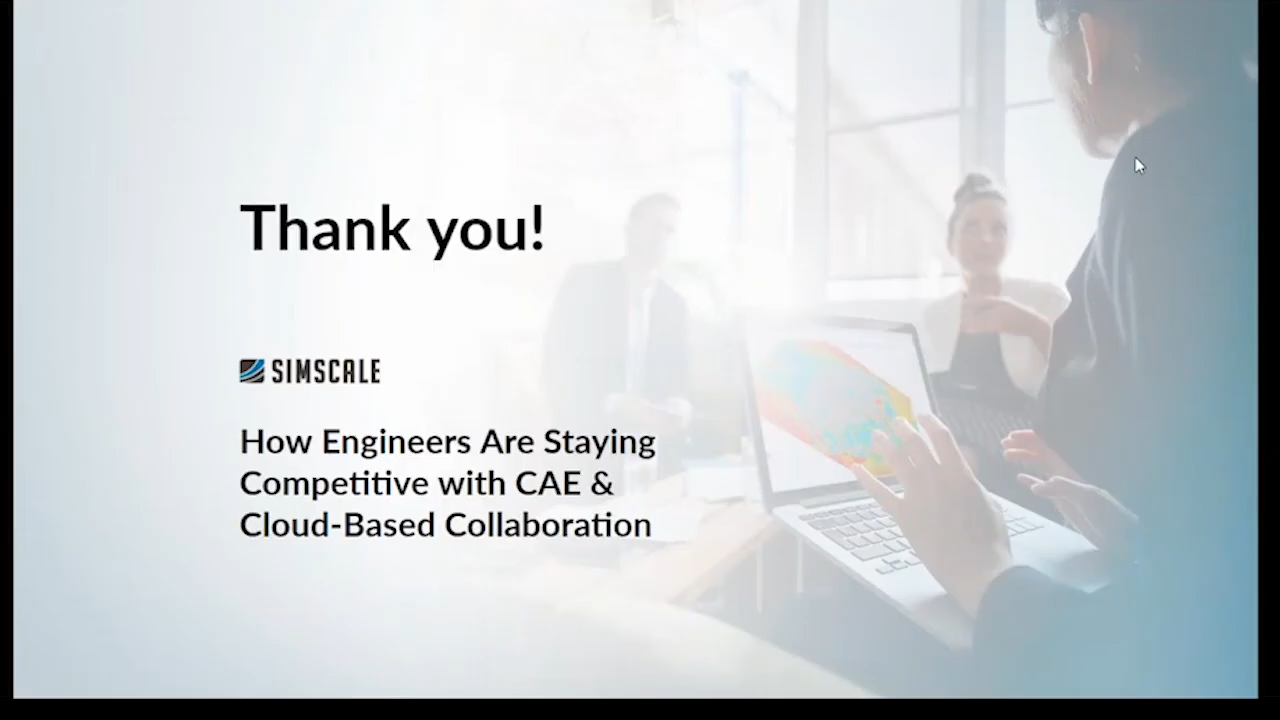 Thank you!
SIMSCALE
How Engineers Are Staying
Competitive with CAE &
Cloud-Based Collaboration